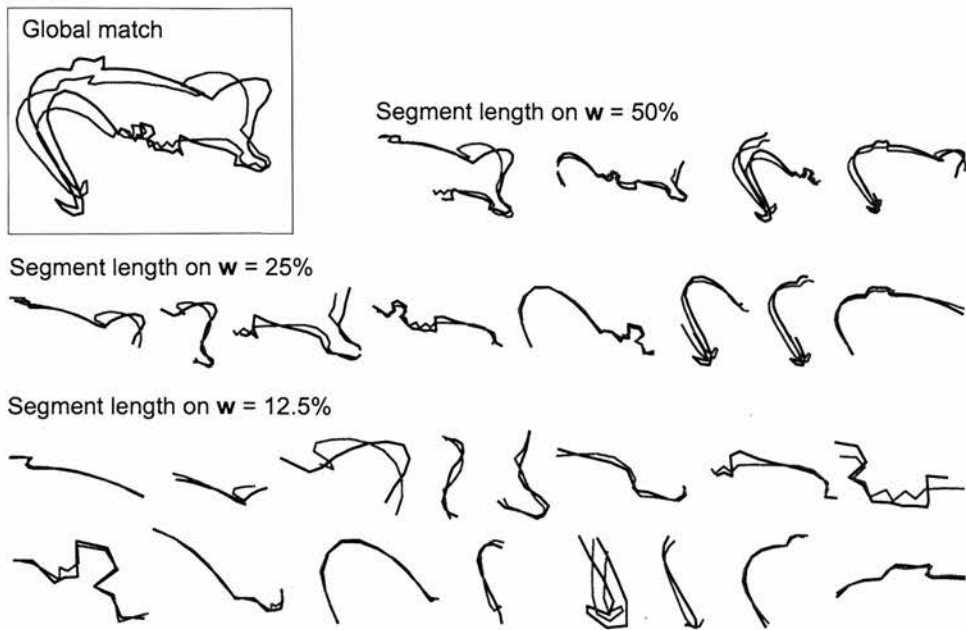 Global match
Segment length on w = 50%
Segment length on w = 25%
Segment length on w = 12.5%